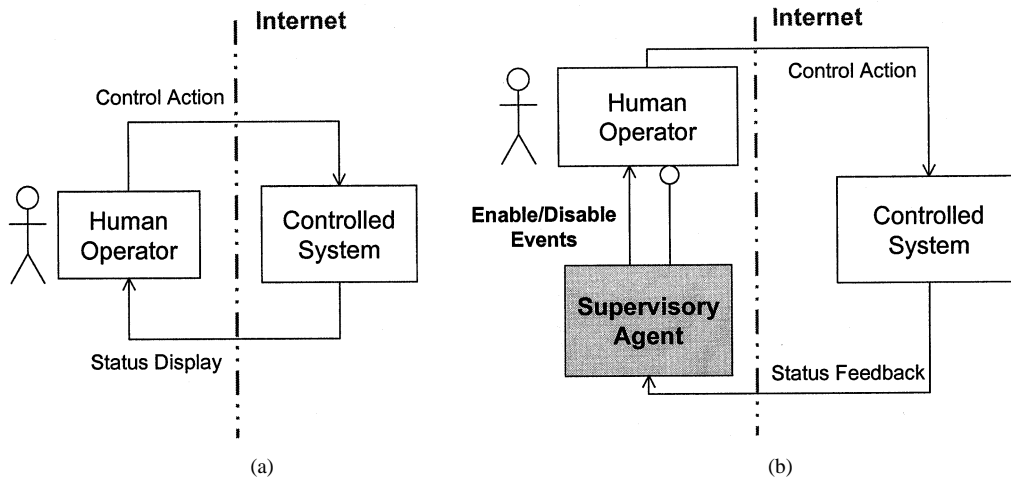 Internet
Control Action
Human
Operator
Controlled
System
Status Display
(a)
Internet
Control Action
Human
Operator
Enable/Disable
Events
Controlled
System
Supervisory
Agent
Status Feedback
(b)